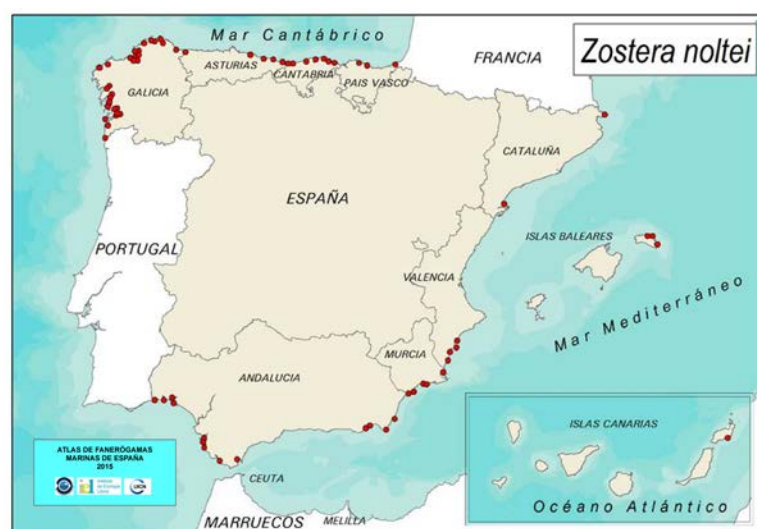 Mar Cantábrico
FRANCIA
Zostera noltei
ASTURIAS
CANTABRIA
PAIS VASCO
GALICIA
CATALUÑA
ESPAÑA
ISLAS BALEARES
PORTUGAL
VALENCIA
Mar Mediterráneo
MURCIA
ANDALUCIA
ISLAS CANARIAS
ATLAS DE FANERÓGAMAS
MARINAS DE ESPAÑA
2015
CEUTA
Océano Atlántico
MARRUECOS
MELILLA